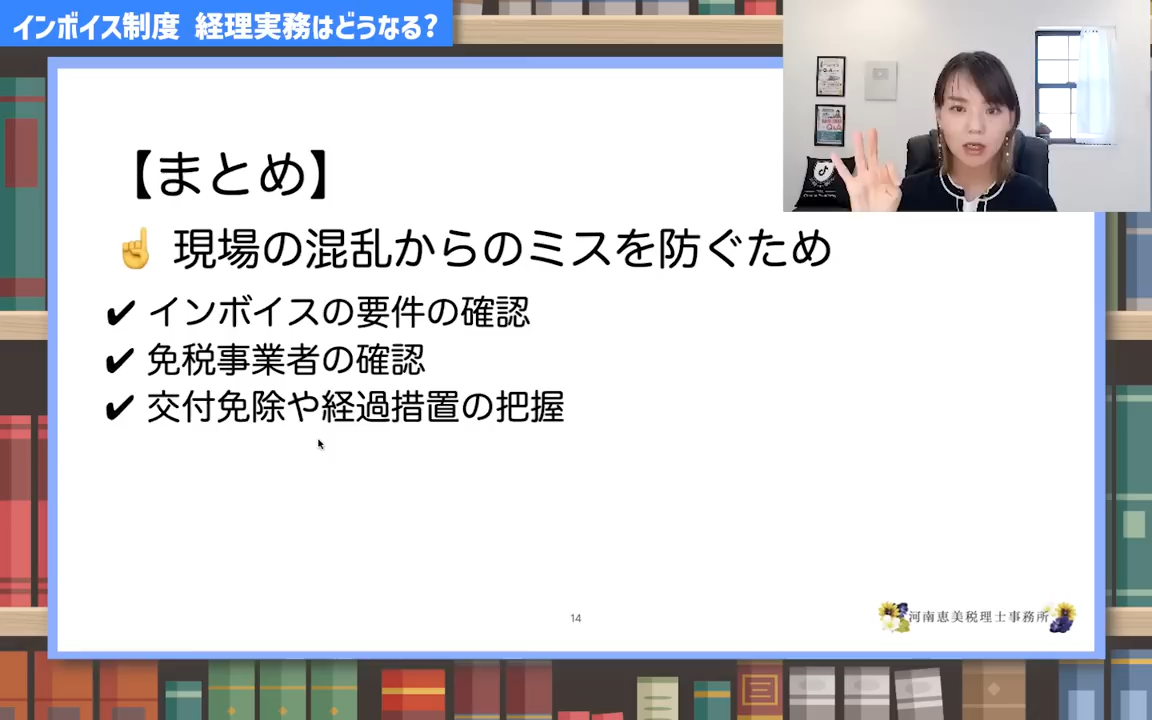 インボイス制度 経理実務はどうなる?
【まとめ】
☝ 現場の混乱からのミスを防ぐため
✔ インボイスの要件の確認
✔ 免税事業者の確認
✔ 交付免除や経過措置の把握
14
河南恵美税理士事務所